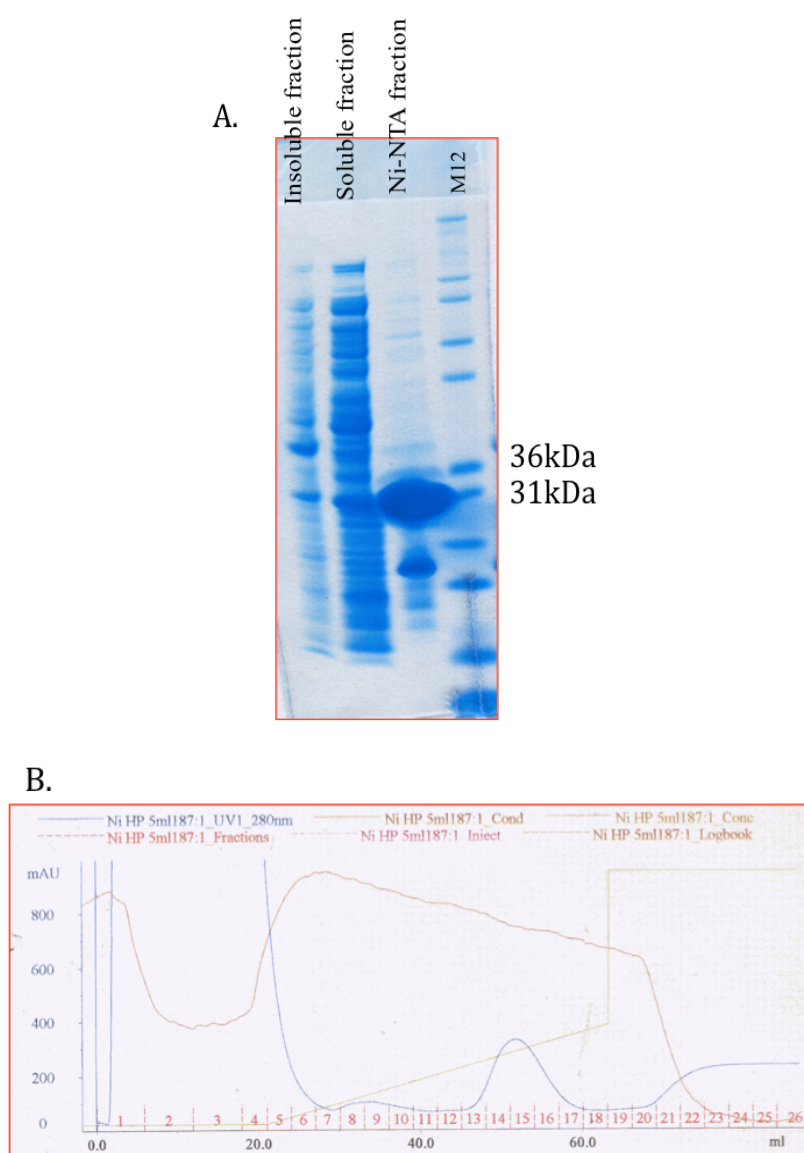 A.
Insoluble fraction
Soluble fraction
Ni-NTA fraction
M12
36kDa
31kDa
B.
Ni HP 5ml187:1_UV1_280nm Ni HP 5ml187:1_Cond Ni HP 5ml187:1_Conc
Ni HP 5ml187:1_Fractions Ni HP 5ml187:1_Inject Ni HP 5ml187:1_Logbook
mAU
800
600
400
200
0
1 2 3 4 5 6 7 8 9 10 11 12 13 14 15 16 17 18 19 20 21 22 23 24 25 26
0.0 20.0 40.0 60.0 ml